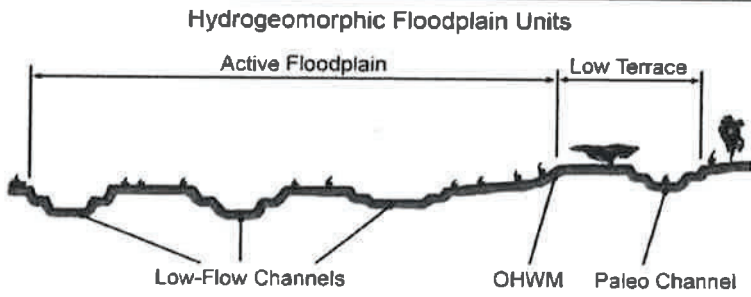 Hydrogeomorphic Floodplain Units
Active Floodplain
Low Terrace
Low-Flow Channels
OHWM
Paleo Channel